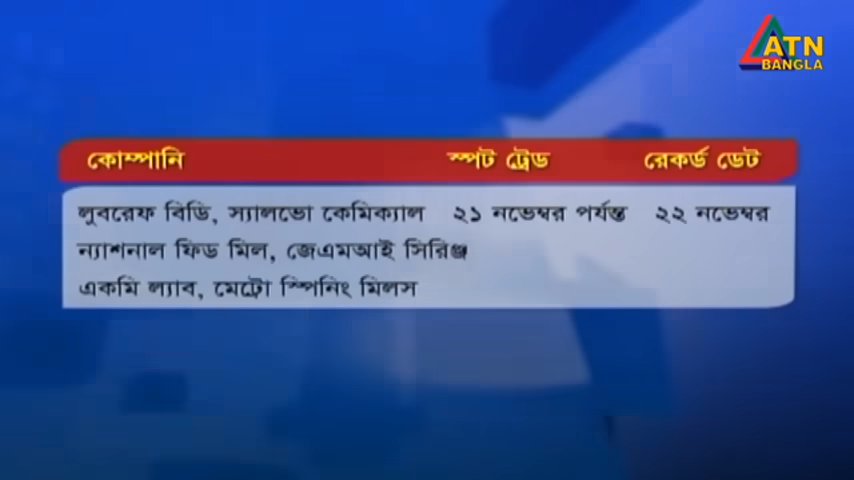 ATN
BANGLA
কোম্পানি স্পট ট্রেড রেকর্ড ডেট
লুবরেফ বিডি, স্যালভো কেমিক্যাল ২১ নভেম্বর পর্যন্ত ২২ নভেম্বর
ন্যাশনাল ফিড মিল, জেএমআই সিরিঞ্জ
একমি ল্যাব, মেট্রো স্পিনিং মিলস